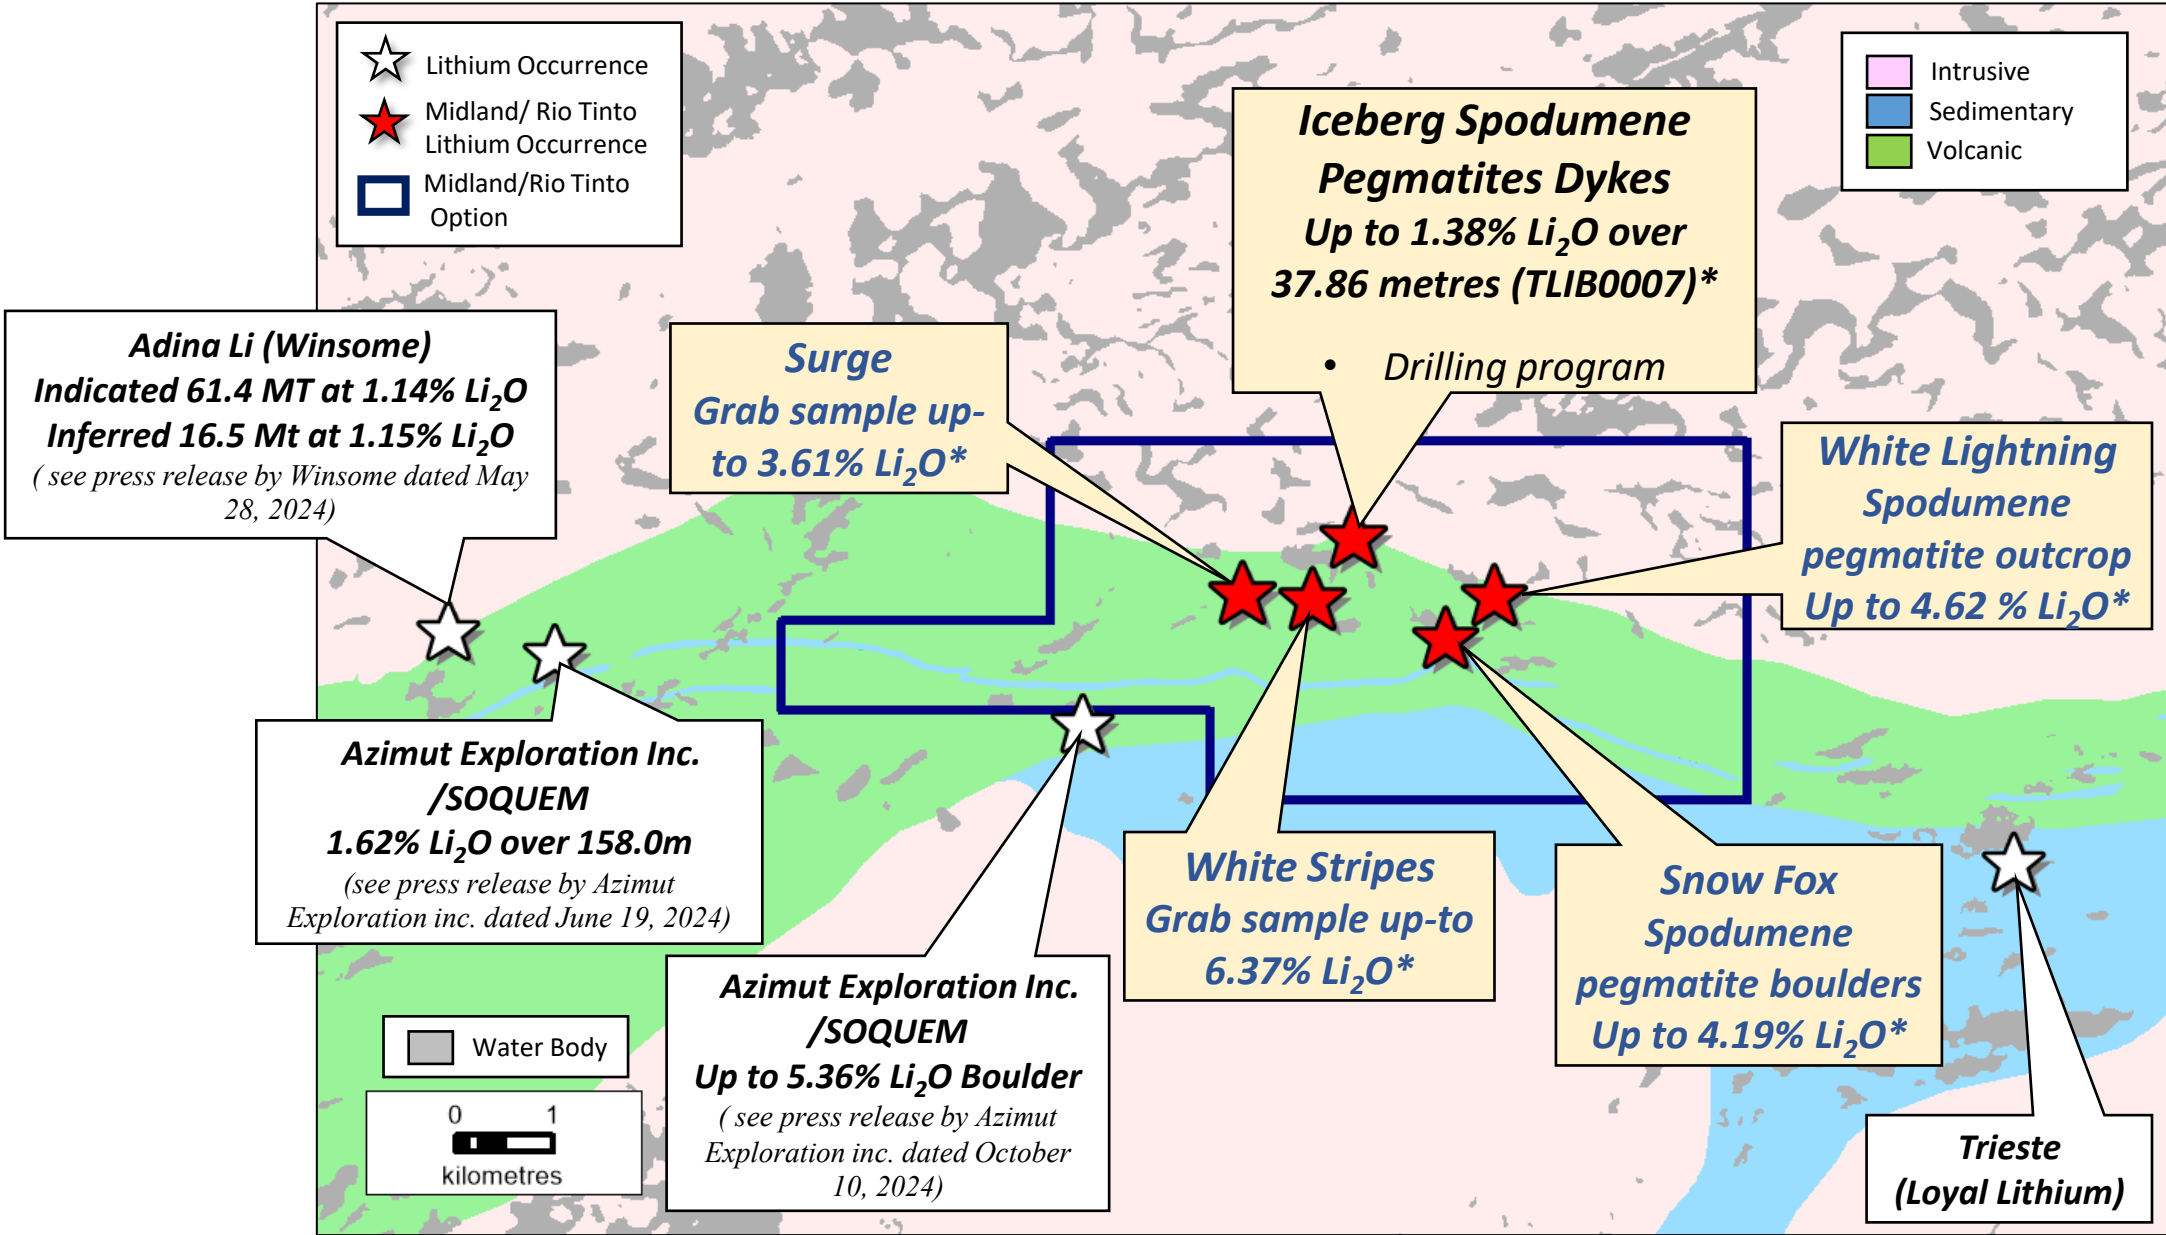 Lithium Occurrence
Midland/ Rio Tinto
Lithium Occurrence
Midland/Rio Tinto
Option
Intrusive
Sedimentary
Volcanic
Iceberg Spodumene
Pegmatites Dykes
Up to 1.38% Li₂O over
37.86 metres (TLIB0007)*
• Drilling program
Adina Li (Winsome)
Indicated 61.4 MT at 1.14% Li₂O
Inferred 16.5 Mt at 1.15% Li₂O
( see press release by Winsome dated May
28, 2024)
Surge
Grab sample up-
to 3.61% Li₂O*
White Lightning
Spodumene
pegmatite outcrop
Up to 4.62 % Li₂O*
Azimut Exploration Inc.
/SOQUEM
1.62% Li₂O over 158.0m
(see press release by Azimut
Exploration inc. dated June 19, 2024)
White Stripes
Grab sample up-to
6.37% Li₂O*
Snow Fox
Spodumene
pegmatite boulders
Up to 4.19% Li₂O*
Azimut Exploration Inc.
/SOQUEM
Up to 5.36% Li₂O Boulder
( see press release by Azimut
Exploration inc. dated October
10, 2024)
Trieste
(Loyal Lithium)
Water Body
0 1
kilometres